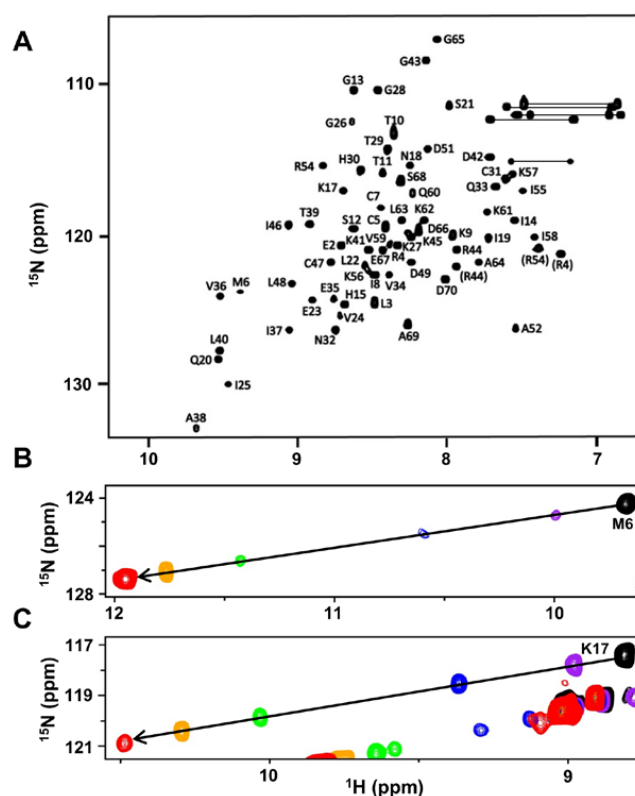 A
G65
G43
110
G13
G28
S21
G26
T10
T29
D51
T11
N18
D42
R54
H30
C31
K57
S68
K17
Q33
I55
Q60
C7
L63
K62
K61
I46
T39
S12
C5
D66
K9
I14
120
E2
K41
V59
K45
I19
I58
R4
K27
R44
C47
L22
E67
A64
(R54)
(R4)
K56
D49
(R44)
L48
I8
V34
D70
V36
M6
E35
H15
L3
E23
V24
I37
N32
A69
A52
L40
Q20
130
I25
A38
15N (ppm)
10
9
8
7
B
124
M6
128
15N (ppm)
12
11
10
C
117
K17
119
121
15N (ppm)
10
9
1H (ppm)